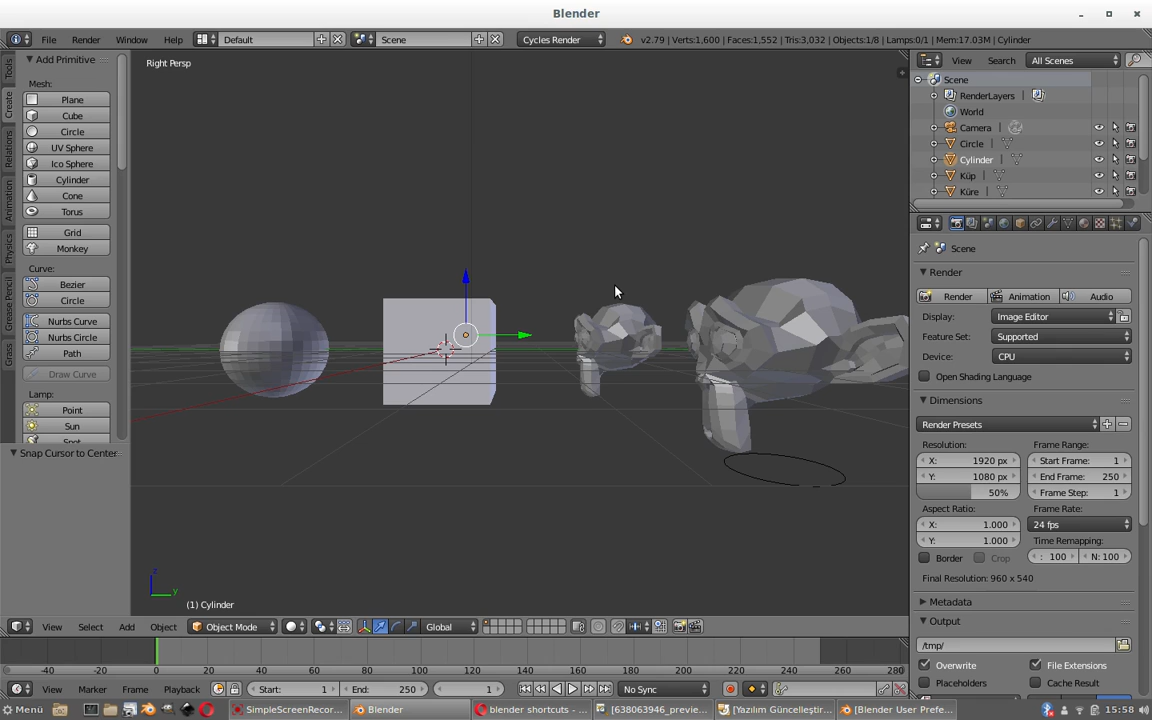 Blender
File Render Window Help Default Scene Cycles Render v2.79 | Verts:1,600 | Faces:1,552 | Tris:3,032 | Objects:1/8 | Lamps:0/1 | Mem:17.03M | Cylinder
Tools
Create
Relations
Animation
Physics
Grease Pencil
Grass
Add Primitive
Mesh:
Plane
Cube
Circle
UV Sphere
Ico Sphere
Cylinder
Cone
Torus
Grid
Monkey
Curve:
Bezier
Circle
Nurbs Curve
Nurbs Circle
Path
Draw Curve
Lamp:
Point
Sun
Spot
Snap Cursor to Center
Right Persp
z
y
(1) Cylinder
View Select Add Object Object Mode Global
View Search All Scenes
Scene
RenderLayers
World
Camera
Circle
Cylinder
Küp
Küre
Scene
Render
Render Animation Audio
Display: Image Editor
Feature Set: Supported
Device: CPU
Open Shading Language
Dimensions
Render Presets
Resolution: Frame Range:
X: 1920 px Start Frame: 1
Y: 1080 px End Frame: 250
50% Frame Step: 1
Aspect Ratio: Frame Rate:
X: 1.000 24 fps
Y: 1.000 Time Remapping:
Border Crop : 100 N: 100
Final Resolution: 960 x 540
Metadata
Output
/tmp/
Overwrite File Extensions
Placeholders Cache Result
-40 -20 0 20 40 60 80 100 120 140 160 180 200 220 240 260 280
View Marker Frame Playback Start: 1 End: 250 1 No Sync
Menü SimpleScreenRecor... Blender blender shortcuts - ... [638063946_previe... [Yazılım Güncelleştir... [Blender User Prefe... 15:58